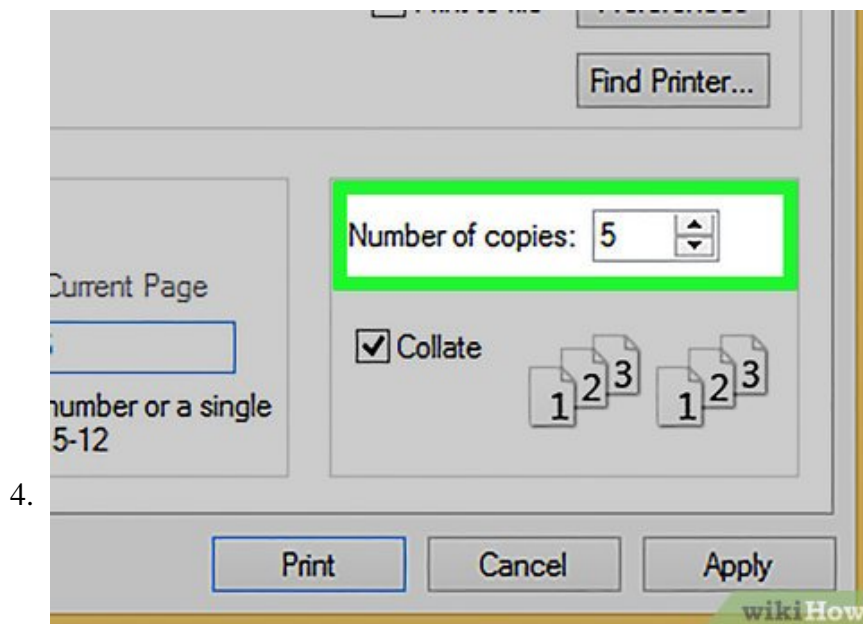 Find Printer...
Number of copies: 5
Current Page
Collate
1 2 3 1 2 3
number or a single
5-12
4.
Print Cancel Apply
wikiHow